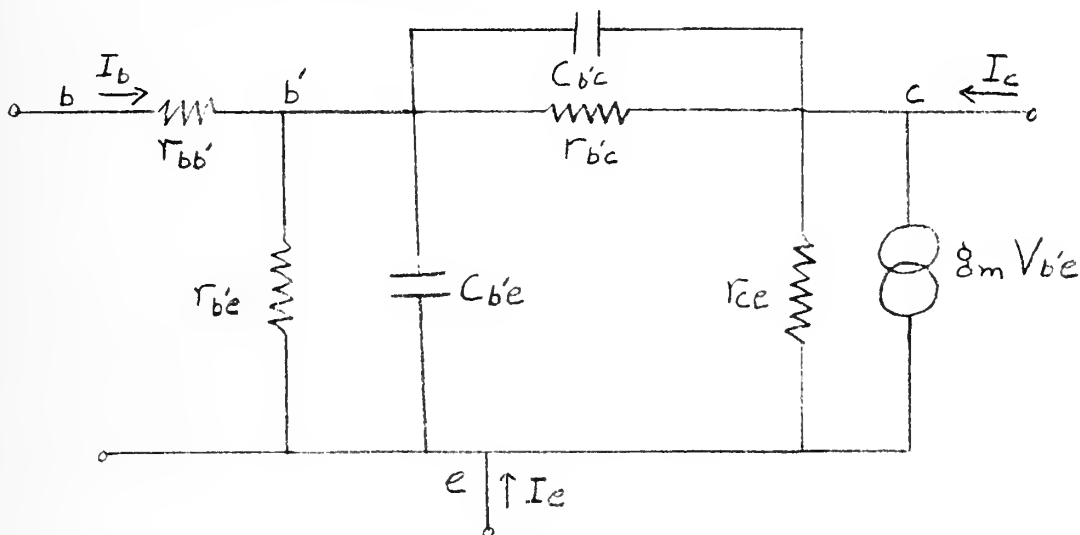 C_b'c
I_b
b
b'
c
I_c
r_bb'
r_b'c
r_b'e
C_b'e
r_ce
g_m V_b'e
e
↑ I_e